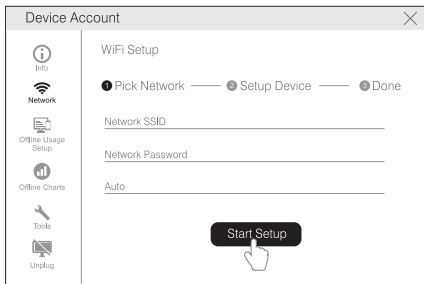 Device Account
Info
Network
Offline Usage
Setup
Offline Charts
Tools
Unplug
WiFi Setup
1 Pick Network 2 Setup Device 3 Done
Network SSID
Network Password
Auto
Start Setup